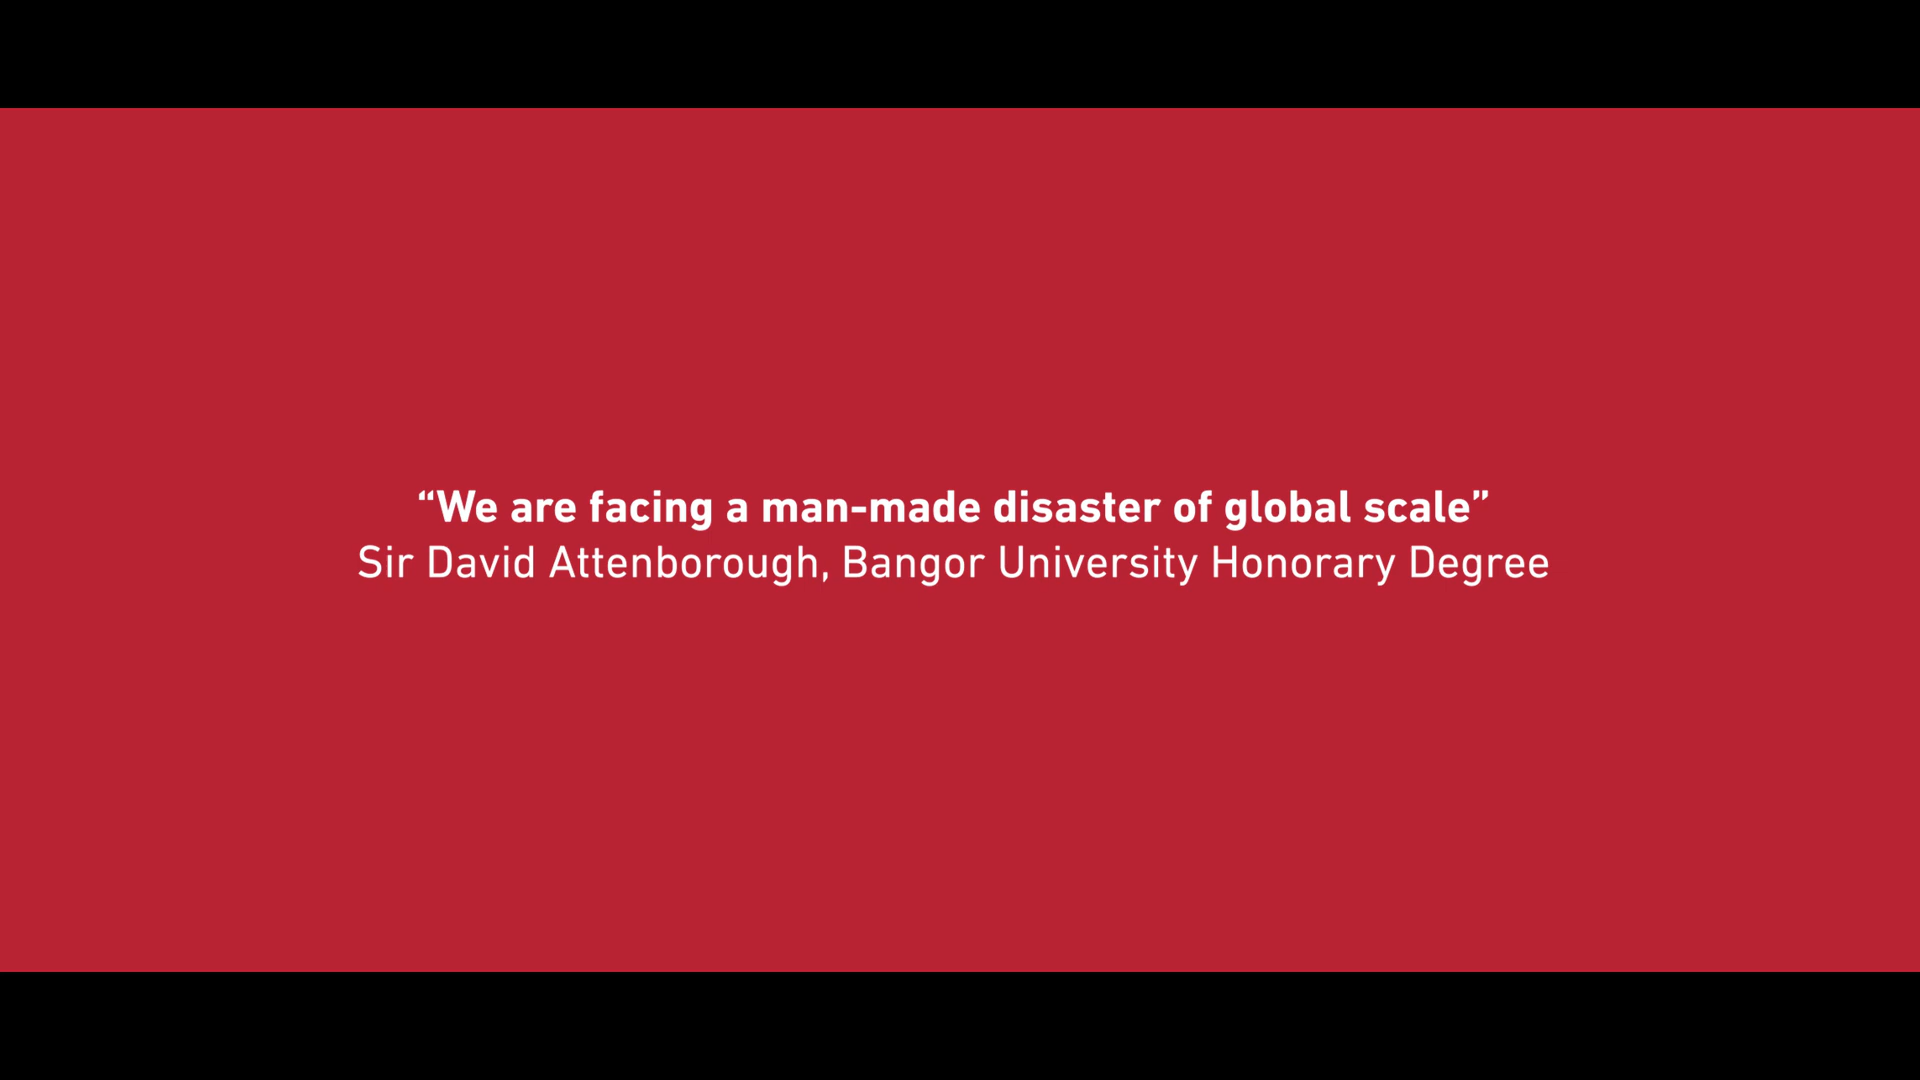 “We are facing a man-made disaster of global scale”
Sir David Attenborough, Bangor University Honorary Degree